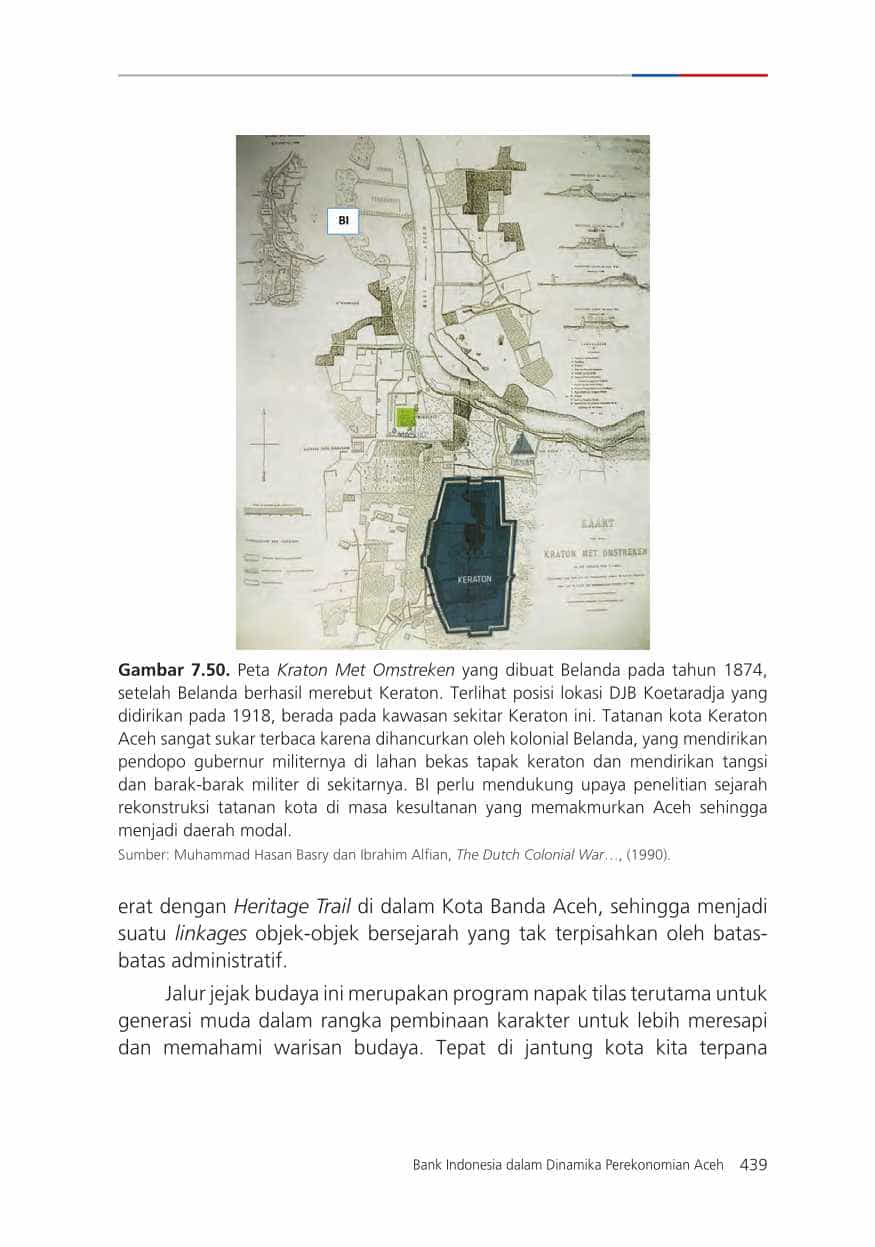 BI
KERATON
KAART
KRATON MET OMSTREKEN
Gambar 7.50. Peta Kraton Met Omstreken yang dibuat Belanda pada tahun 1874,
setelah Belanda berhasil merebut Keraton. Terlihat posisi lokasi DJB Koetaradja yang
didirikan pada 1918, berada pada kawasan sekitar Keraton ini. Tatanan kota Keraton
Aceh sangat sukar terbaca karena dihancurkan oleh kolonial Belanda, yang mendirikan
pendopo gubernur militernya di lahan bekas tapak keraton dan mendirikan tangsi
dan barak-barak militer di sekitarnya. BI perlu mendukung upaya penelitian sejarah
rekonstruksi tatanan kota di masa kesultanan yang memakmurkan Aceh sehingga
menjadi daerah modal.
Sumber: Muhammad Hasan Basry dan Ibrahim Alfian, The Dutch Colonial War…, (1990).
erat dengan Heritage Trail di dalam Kota Banda Aceh, sehingga menjadi
suatu linkages objek-objek bersejarah yang tak terpisahkan oleh batas-
batas administratif.
Jalur jejak budaya ini merupakan program napak tilas terutama untuk
generasi muda dalam rangka pembinaan karakter untuk lebih meresapi
dan memahami warisan budaya. Tepat di jantung kota kita terpana
Bank Indonesia dalam Dinamika Perekonomian Aceh 439